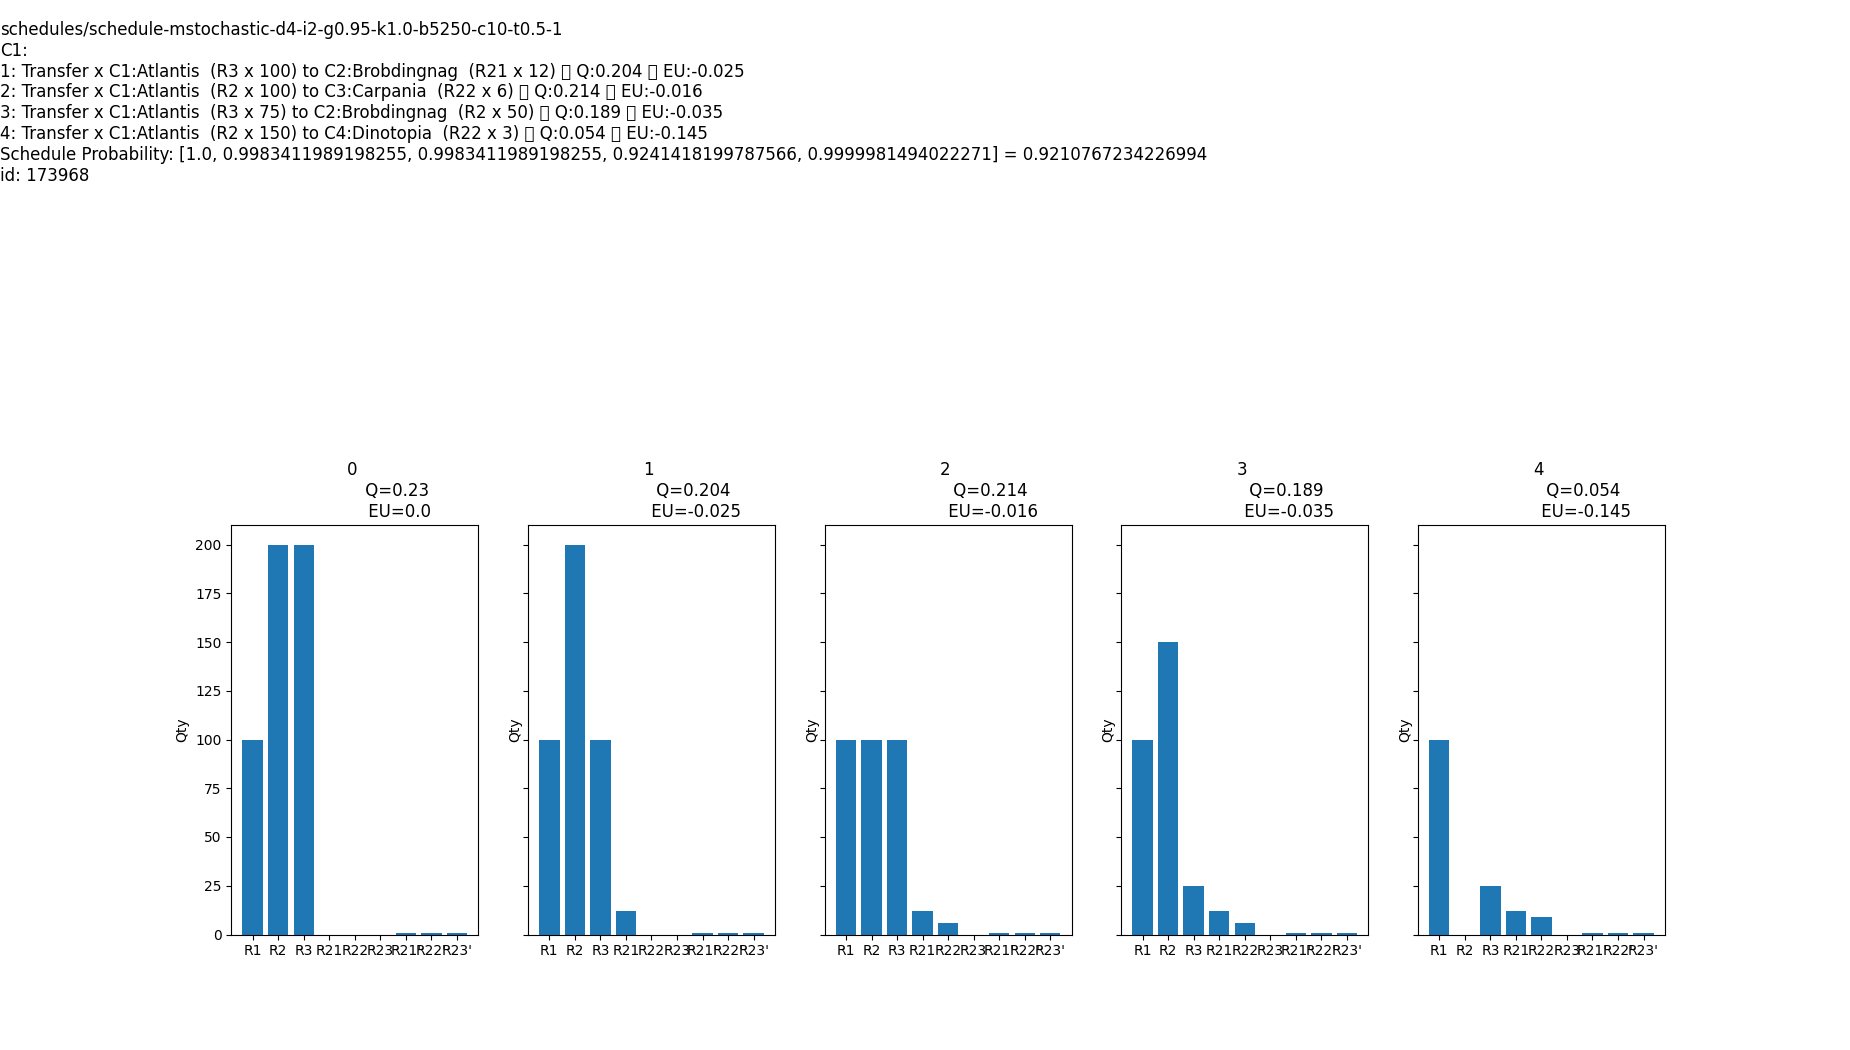 schedules/schedule-mstochastic-d4-i2-g0.95-k1.0-b5250-c10-t0.5-1
C1:
1: Transfer x C1:Atlantis  (R3 x 100) to C2:Brobdingnag  (R21 x 12) ▯ Q:0.204 ▯ EU:-0.025
2: Transfer x C1:Atlantis  (R2 x 100) to C3:Carpania  (R22 x 6) ▯ Q:0.214 ▯ EU:-0.016
3: Transfer x C1:Atlantis  (R3 x 75) to C2:Brobdingnag  (R2 x 50) ▯ Q:0.189 ▯ EU:-0.035
4: Transfer x C1:Atlantis  (R2 x 150) to C4:Dinotopia  (R22 x 3) ▯ Q:0.054 ▯ EU:-0.145
Schedule Probability: [1.0, 0.9983411989198255, 0.9983411989198255, 0.9241418199787566, 0.9999981494022271] = 0.9210767234226994
id: 173968
0
Q=0.23
EU=0.0
200
175
150
125
100
75
50
25
0
Qty
R1 R2 R3 R21 R22 R23 R21' R22' R23'
1
Q=0.204
EU=-0.025
Qty
R1 R2 R3 R21 R22 R23 R21' R22' R23'
2
Q=0.214
EU=-0.016
Qty
R1 R2 R3 R21 R22 R23 R21' R22' R23'
3
Q=0.189
EU=-0.035
Qty
R1 R2 R3 R21 R22 R23 R21' R22' R23'
4
Q=0.054
EU=-0.145
Qty
R1 R2 R3 R21 R22 R23 R21' R22' R23'